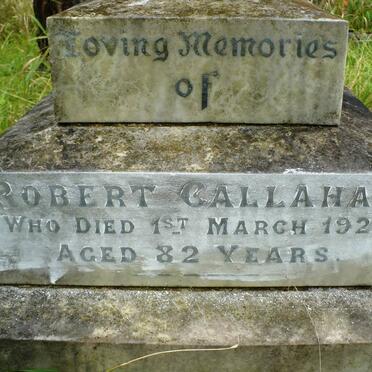 Loving Memories
of
ROBERT CALLAHA
WHO DIED 1ST MARCH 192
AGED 82 YEARS.